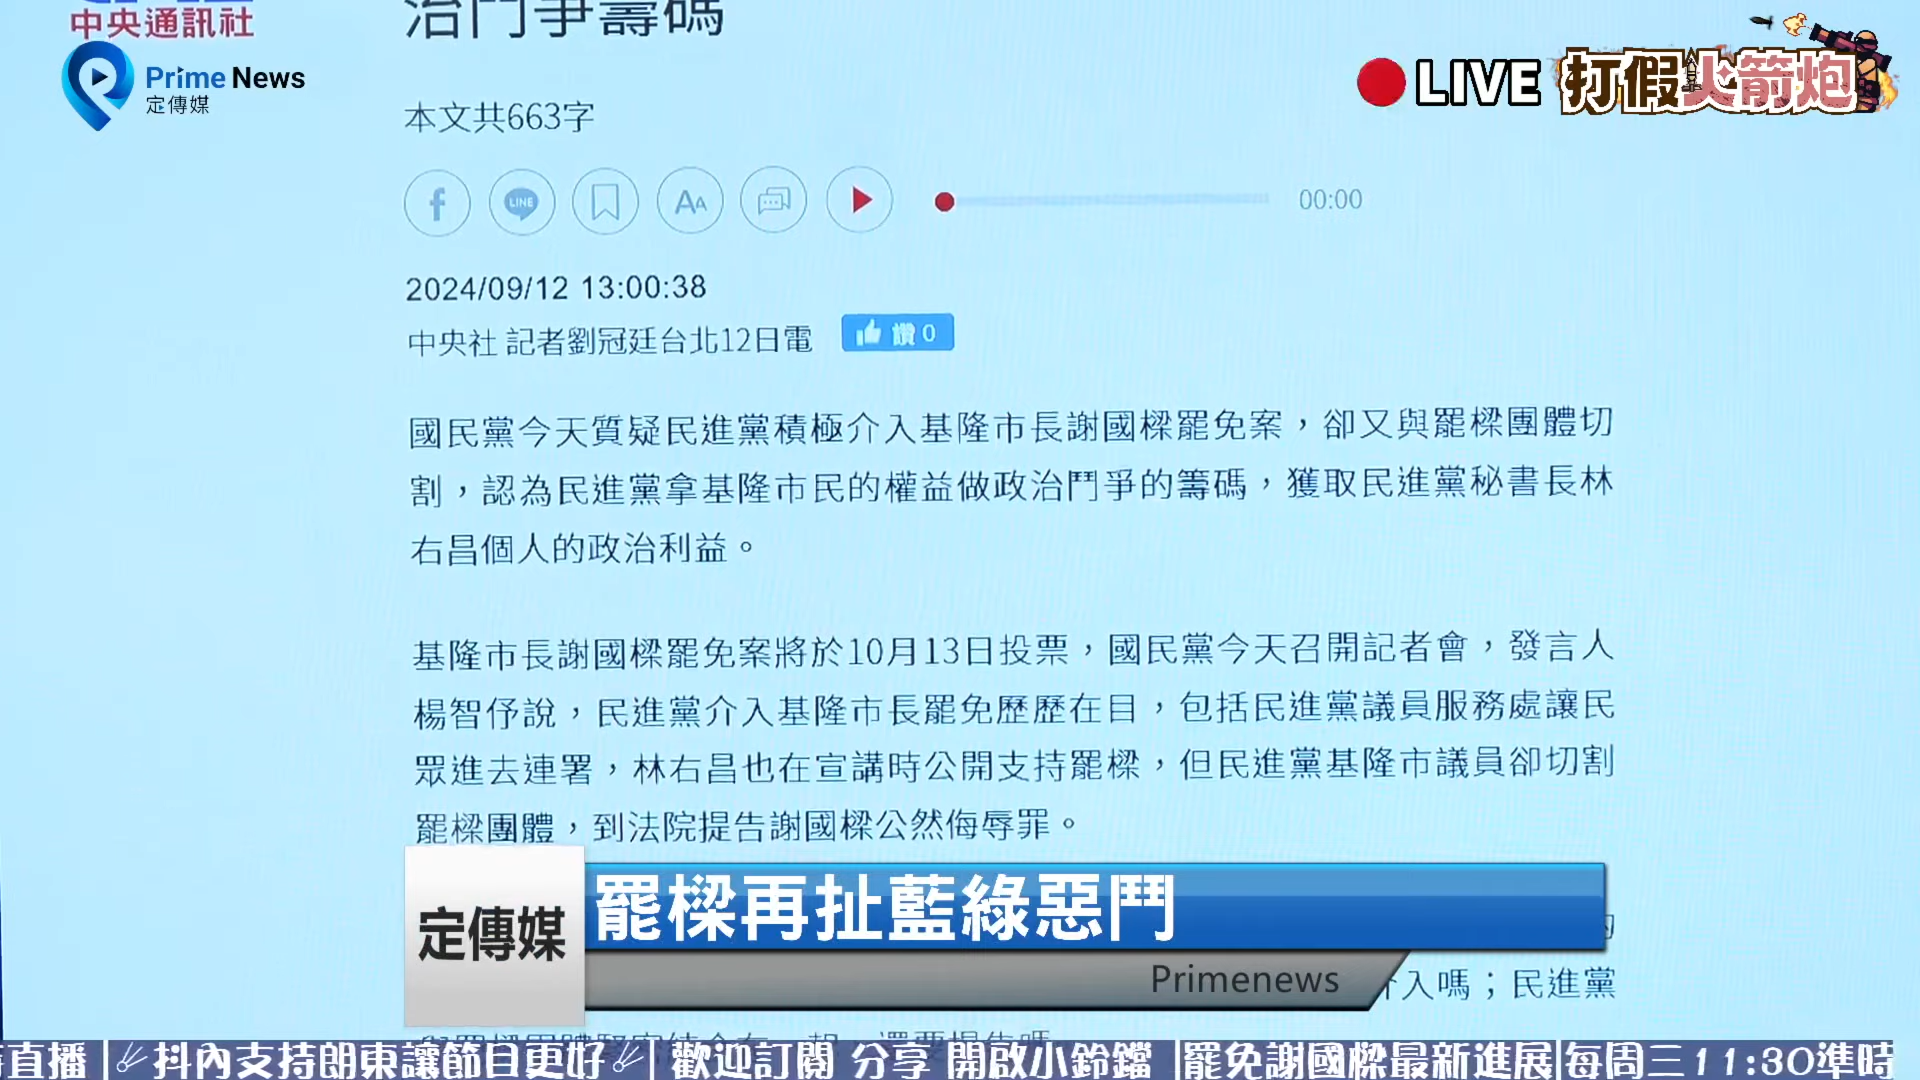 治鬥爭籌碼
中央通訊社
Prime News
定傳媒
LIVE 打假火箭炮
本文共663字
LINE
AA
00:00
2024/09/12 13:00:38
中央社 記者劉冠廷台北12日電
讚 0
國民黨今天質疑民進黨積極介入基隆市長謝國樑罷免案，卻又與罷樑團體切
割，認為民進黨拿基隆市民的權益做政治鬥爭的籌碼，獲取民進黨秘書長林
右昌個人的政治利益。
基隆市長謝國樑罷免案將於10月13日投票，國民黨今天召開記者會，發言人
楊智伃說，民進黨介入基隆市長罷免歷歷在目，包括民進黨議員服務處讓民
眾進去連署，林右昌也在宣講時公開支持罷樑，但民進黨基隆市議員卻切割
罷樑團體，到法院提告謝國樑公然侮辱罪。
定傳媒
罷樑再扯藍綠惡鬥
Primenews
入嗎；民進黨
直播 | 抖內支持朗東讓節目更好 | 歡迎訂閱 分享 開啟小鈴鐺 |罷免謝國樑最新進展|每周三11:30準時